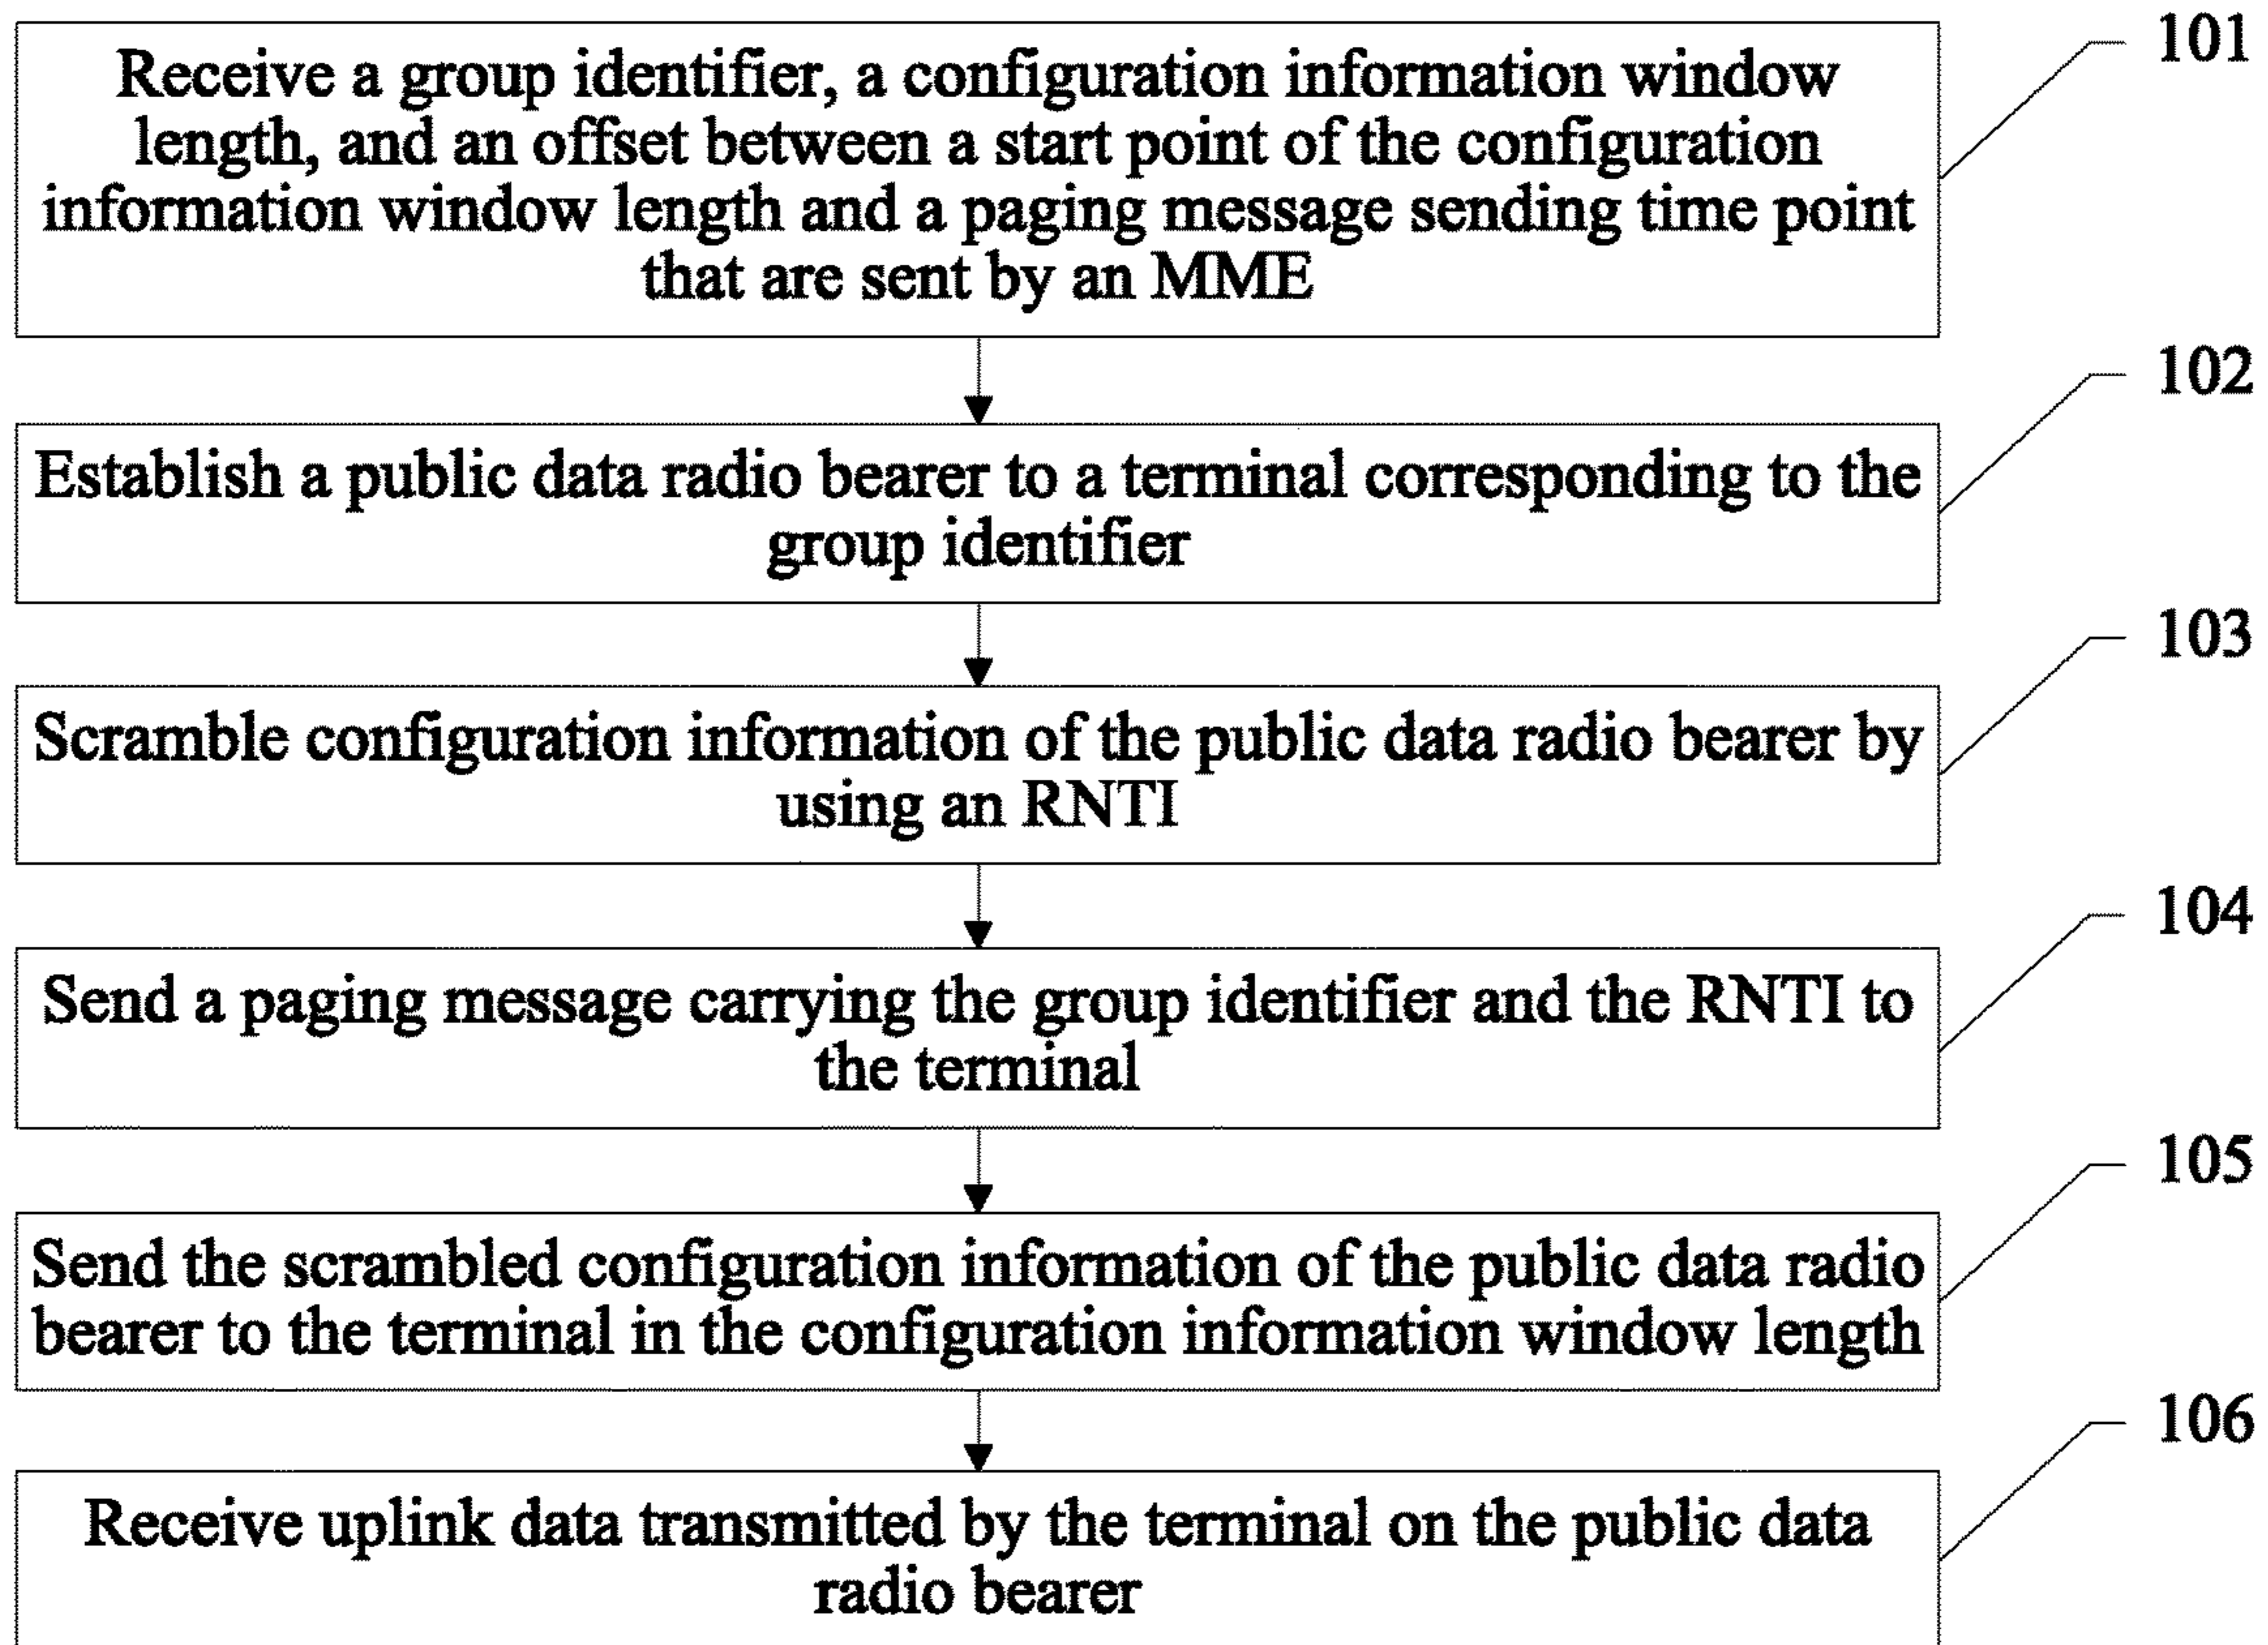 101
Receive a group identifier, a configuration information window
length, and an offset between a start point of the configuration
information window length and a paging message sending time point
that are sent by an MME
102
Establish a public data radio bearer to a terminal corresponding to the
group identifier
103
Scramble configuration information of the public data radio bearer by
using an RNTI
104
Send a paging message carrying the group identifier and the RNTI to
the terminal
105
Send the scrambled configuration information of the public data radio
bearer to the terminal in the configuration information window length
106
Receive uplink data transmitted by the terminal on the public data
radio bearer